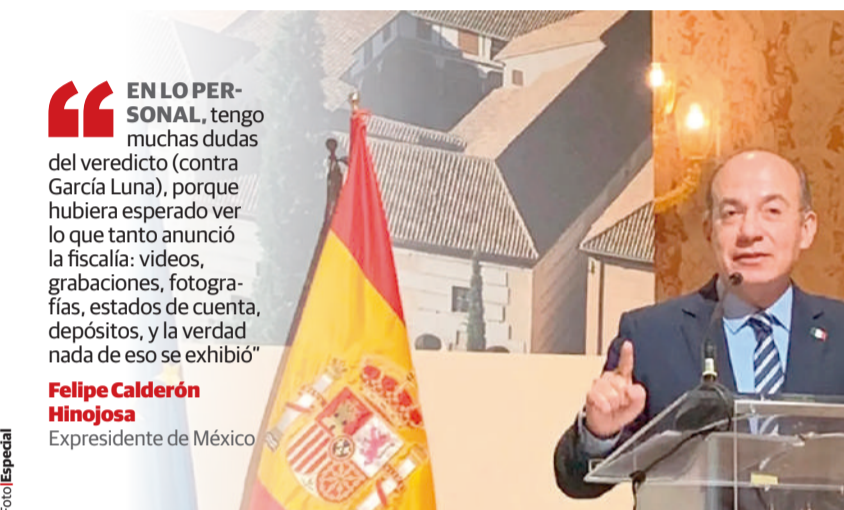 EN LO PER-
SONAL, tengo
muchas dudas
del veredicto (contra
García Luna), porque
hubiera esperado ver
lo que tanto anunció
la fiscalía: videos,
grabaciones, fotogra-
fías, estados de cuenta,
depósitos, y la verdad
nada de eso se exhibió”
Felipe Calderón
Hinojosa
Expresidente de México
Foto|Especial